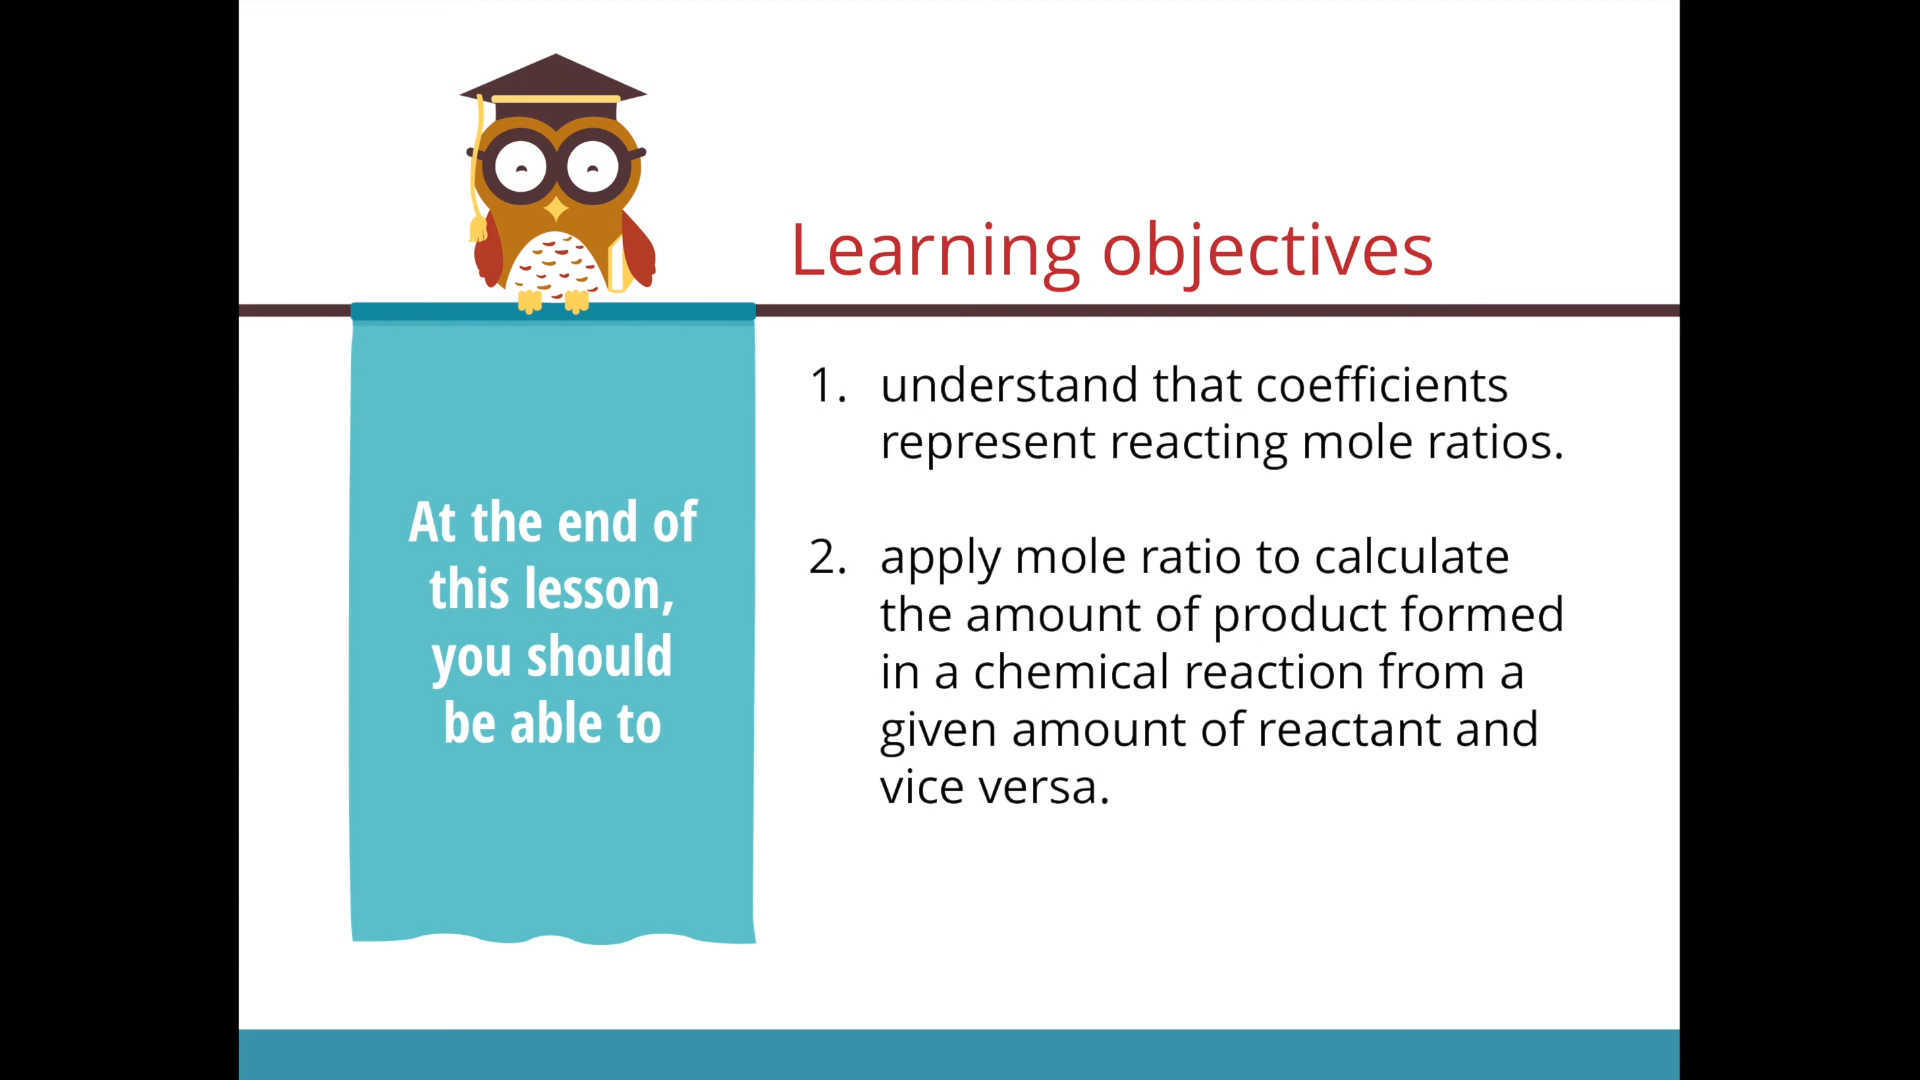 Learning objectives
At the end of
this lesson,
you should
be able to
1. understand that coefficients
represent reacting mole ratios.
2. apply mole ratio to calculate
the amount of product formed
in a chemical reaction from a
given amount of reactant and
vice versa.